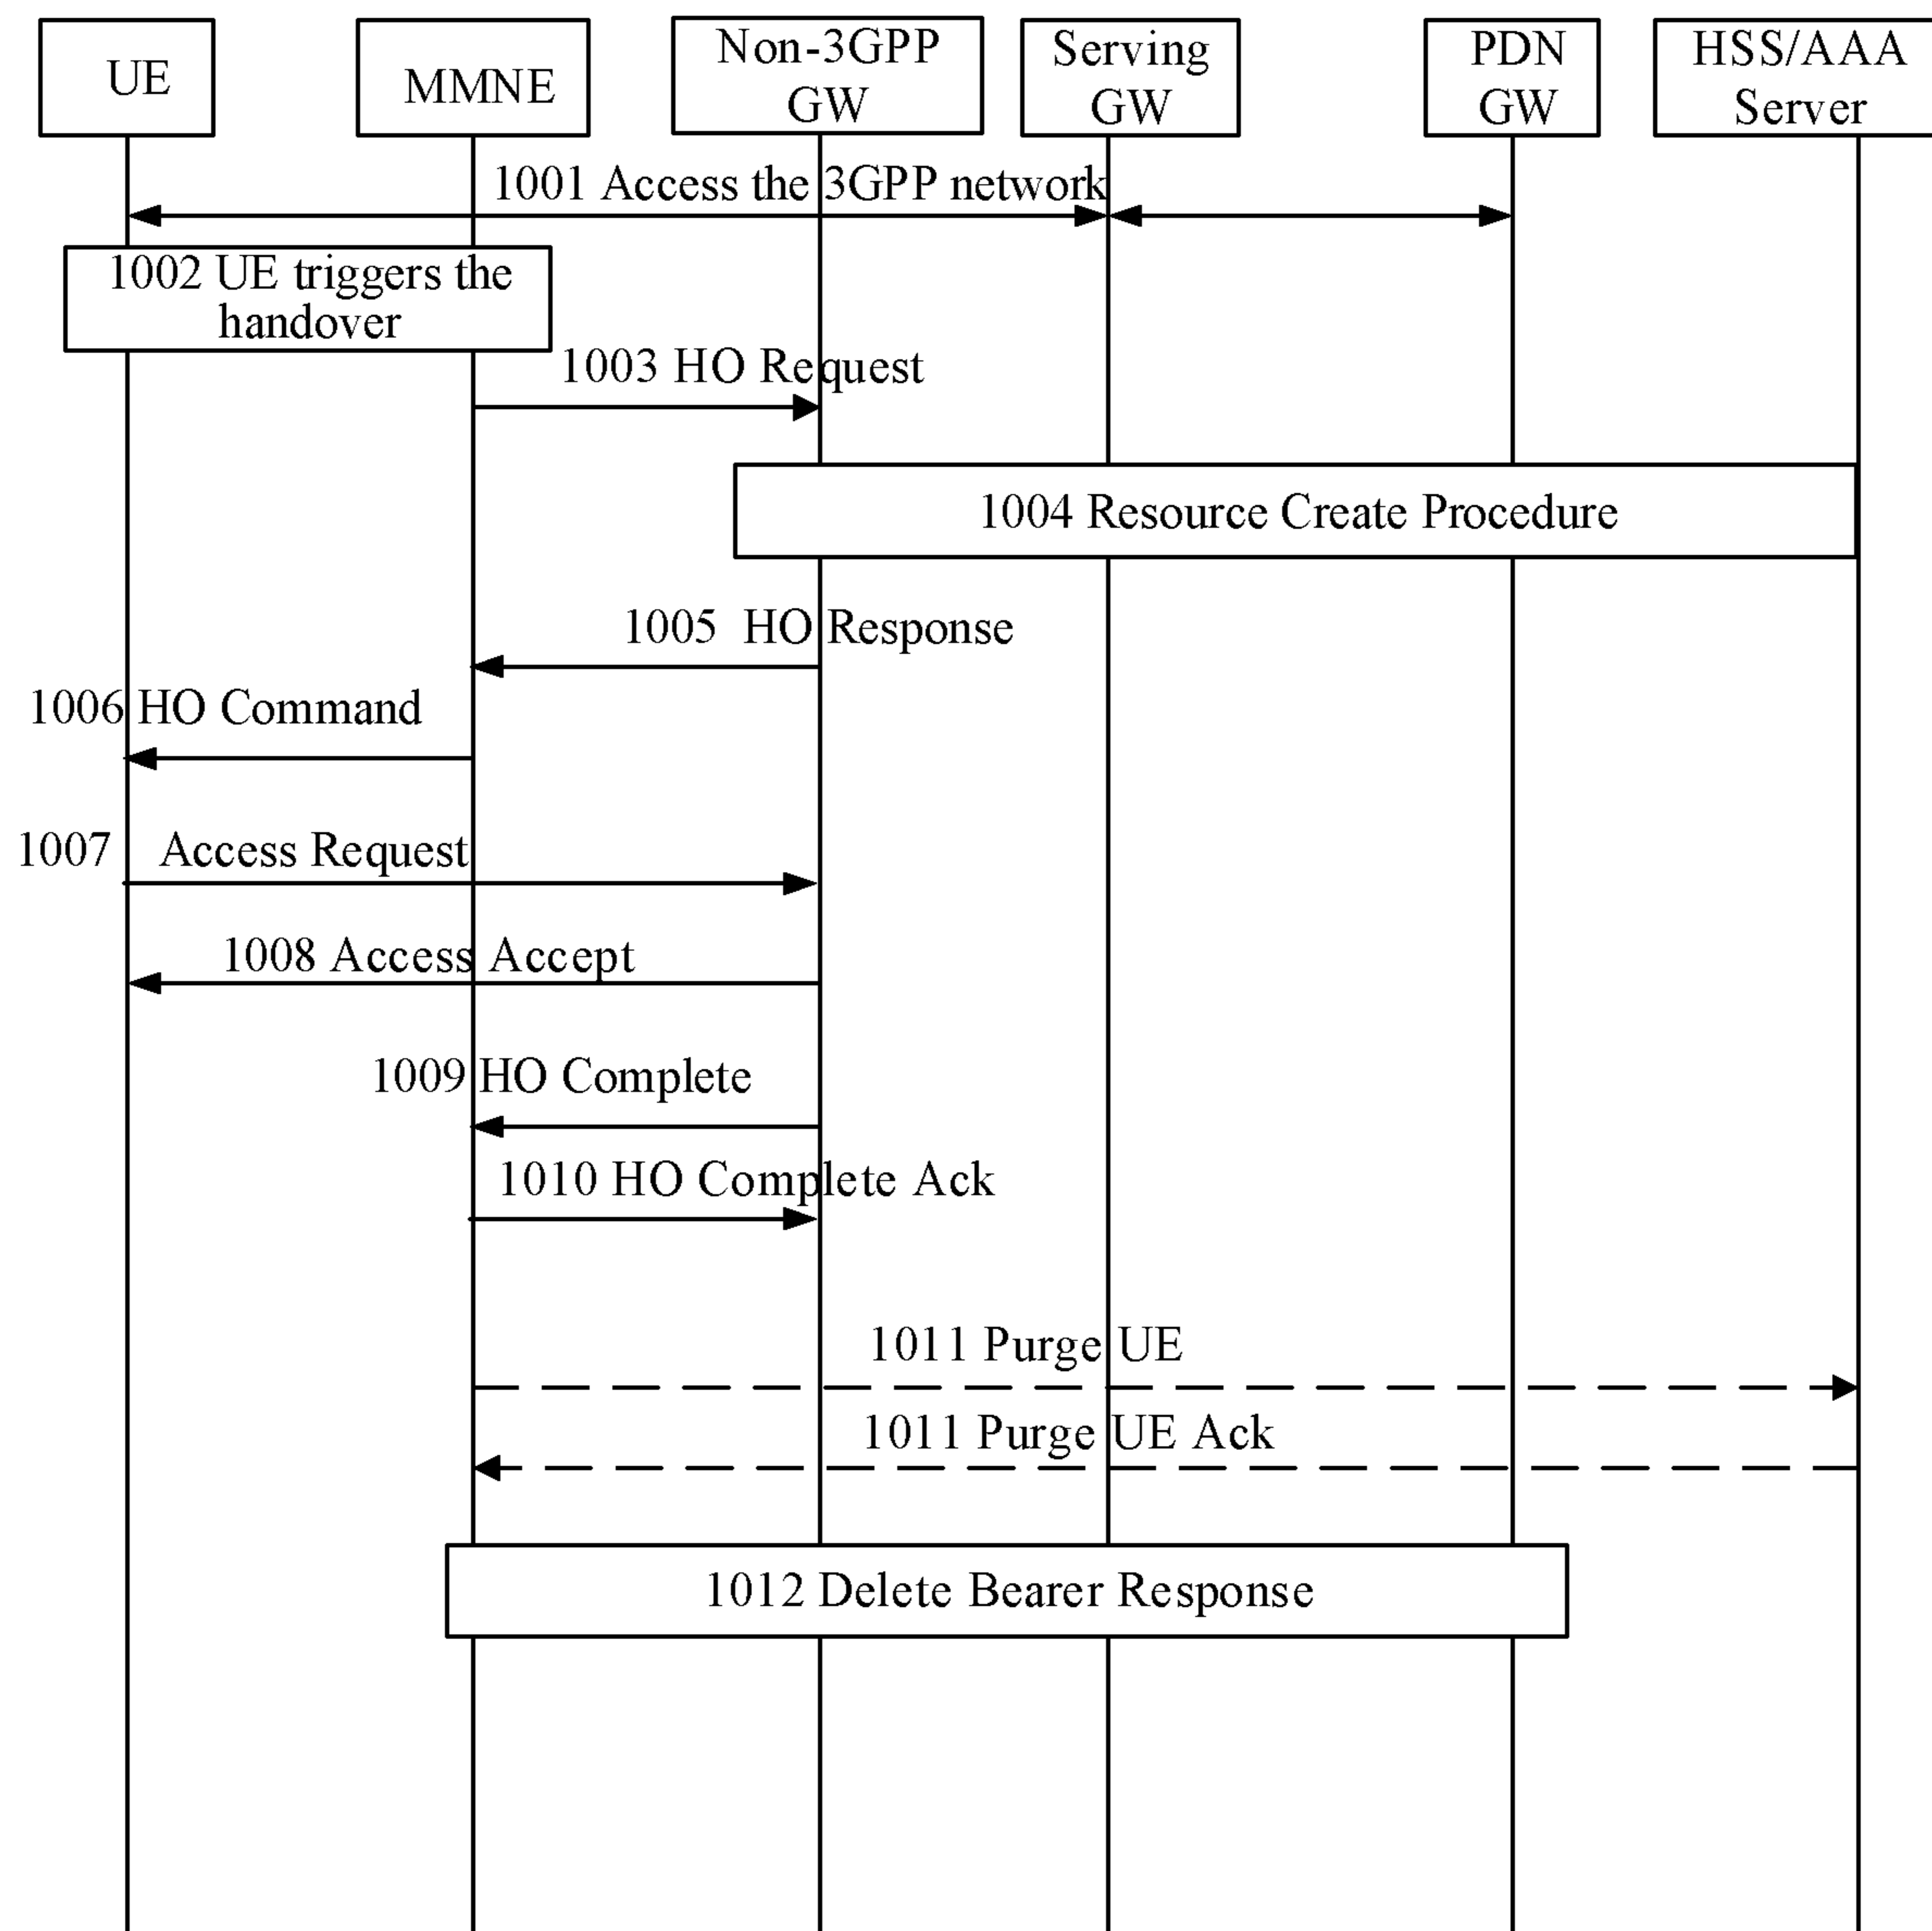 UE
MMNE
Non-3GPP
GW
Serving
GW
PDN
GW
HSS/AAA
Server
1001 Access the 3GPP network
1002 UE triggers the
handover
1003 HO Request
1004 Resource Create Procedure
1005 HO Response
1006 HO Command
1007 Access Request
1008 Access Accept
1009 HO Complete
1010 HO Complete Ack
1011 Purge UE
1011 Purge UE Ack
1012 Delete Bearer Response